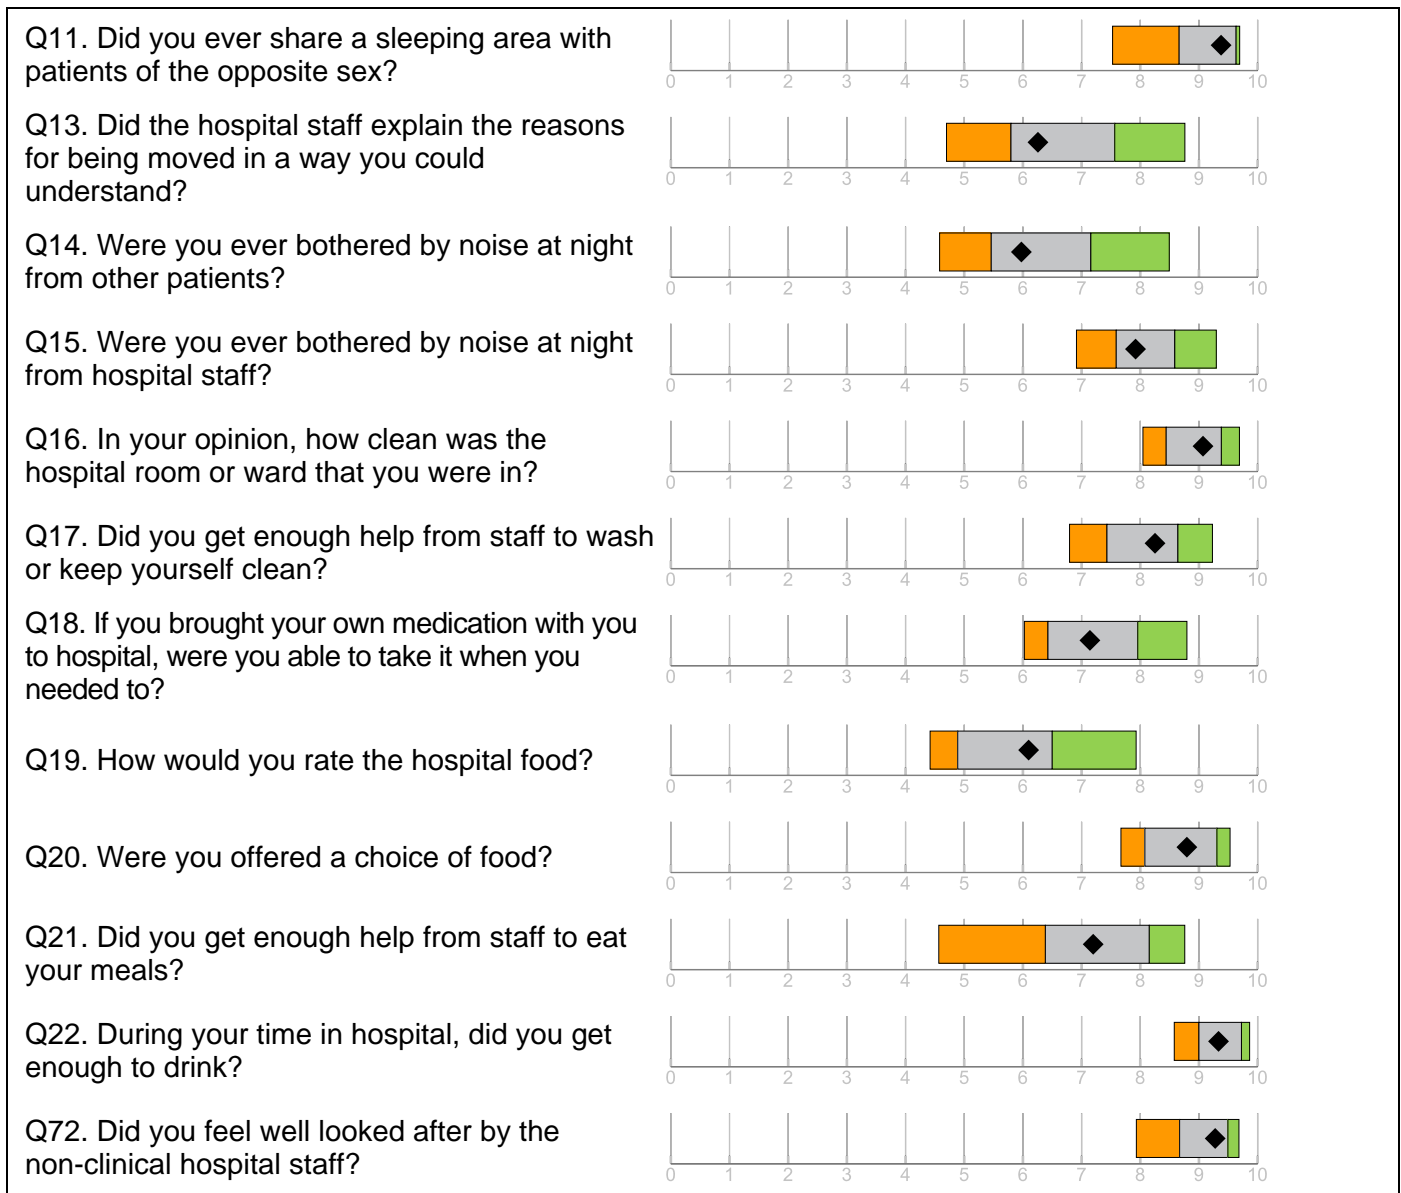 Q11. Did you ever share a sleeping area with
patients of the opposite sex?
0 1 2 3 4 5 6 7 8 9 10
Q13. Did the hospital staff explain the reasons
for being moved in a way you could
understand?
0 1 2 3 4 5 6 7 8 9 10
Q14. Were you ever bothered by noise at night
from other patients?
0 1 2 3 4 5 6 7 8 9 10
Q15. Were you ever bothered by noise at night
from hospital staff?
0 1 2 3 4 5 6 7 8 9 10
Q16. In your opinion, how clean was the
hospital room or ward that you were in?
0 1 2 3 4 5 6 7 8 9 10
Q17. Did you get enough help from staff to wash
or keep yourself clean?
0 1 2 3 4 5 6 7 8 9 10
Q18. If you brought your own medication with you
to hospital, were you able to take it when you
needed to?
0 1 2 3 4 5 6 7 8 9 10
Q19. How would you rate the hospital food?
0 1 2 3 4 5 6 7 8 9 10
Q20. Were you offered a choice of food?
0 1 2 3 4 5 6 7 8 9 10
Q21. Did you get enough help from staff to eat
your meals?
0 1 2 3 4 5 6 7 8 9 10
Q22. During your time in hospital, did you get
enough to drink?
0 1 2 3 4 5 6 7 8 9 10
Q72. Did you feel well looked after by the
non-clinical hospital staff?
0 1 2 3 4 5 6 7 8 9 10